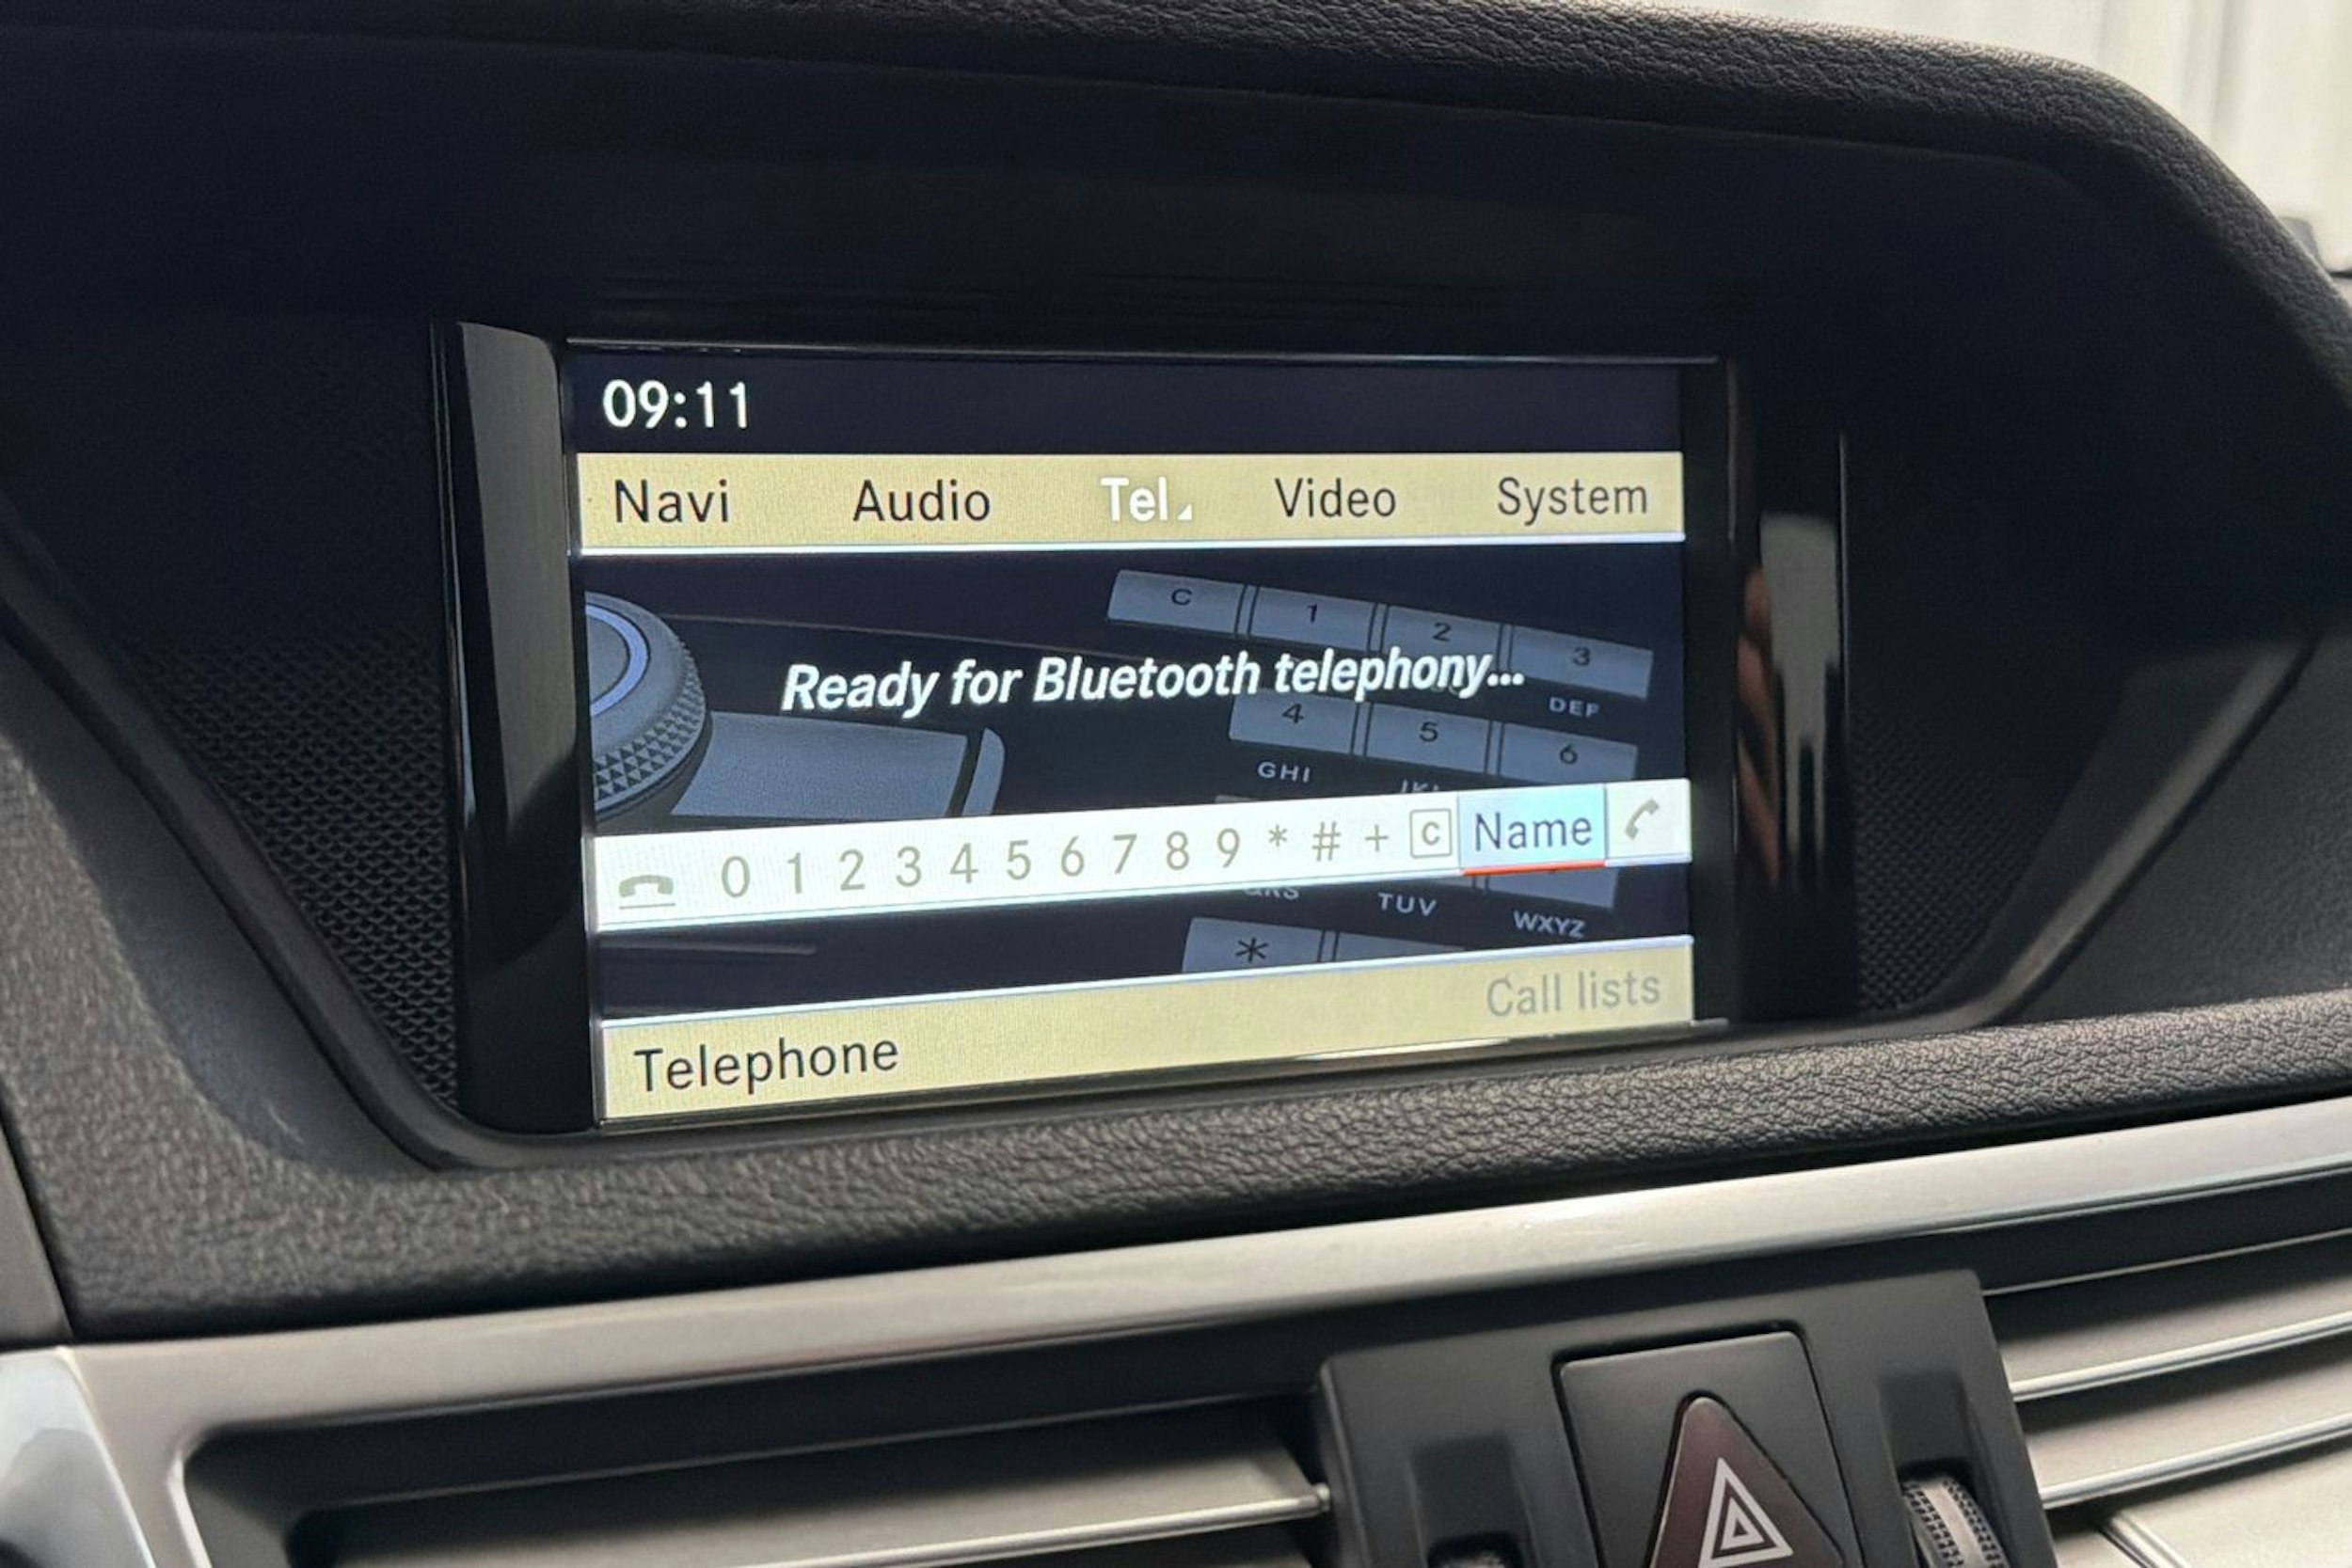 09:11
Navi Audio Tel Video System
C 1 2 3
Ready for Bluetooth telephony...
DEF
4 5 6
GHI
0 1 2 3 4 5 6 7 8 9 * # + C Name
TUV WXYZ
*
Call lists
Telephone